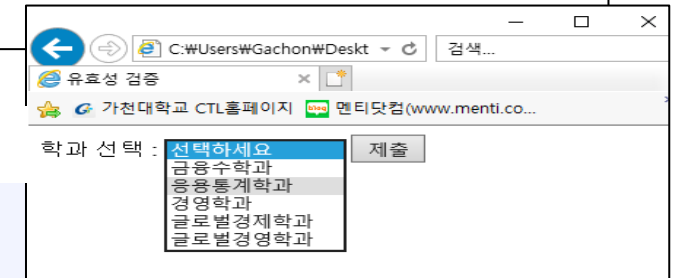 C:₩Users₩Gachon₩Deskt
검색...
유효성 검증
가천대학교 CTL홈페이지 blog 멘티닷컴(www.menti.co...
학과 선택 : 선택하세요 제출
금융수학과
응용통계학과
경영학과
글로벌경제학과
글로벌경영학과